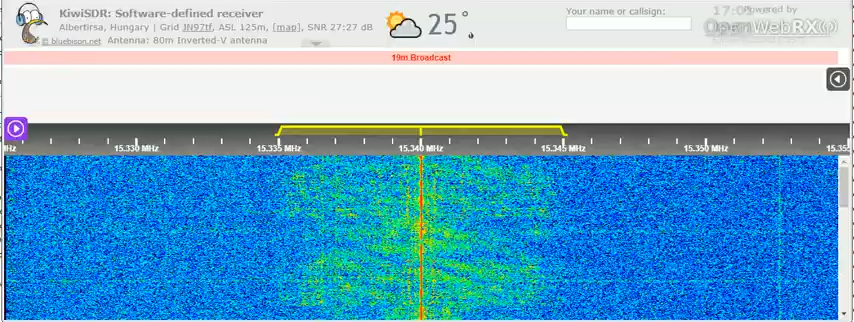 KiwiSDR: Software-defined receiver
Albertirsa, Hungary | Grid JN97tf, ASL 125m, [map], SNR 27:27 dB
© bluebison.net Antenna: 80m Inverted-V antenna
25°
Your name or callsign:
Powered by
OpenWebRX
19m Broadcast
MHz 15.330 MHz 15.335 MHz 15.340 MHz 15.345 MHz 15.350 MHz